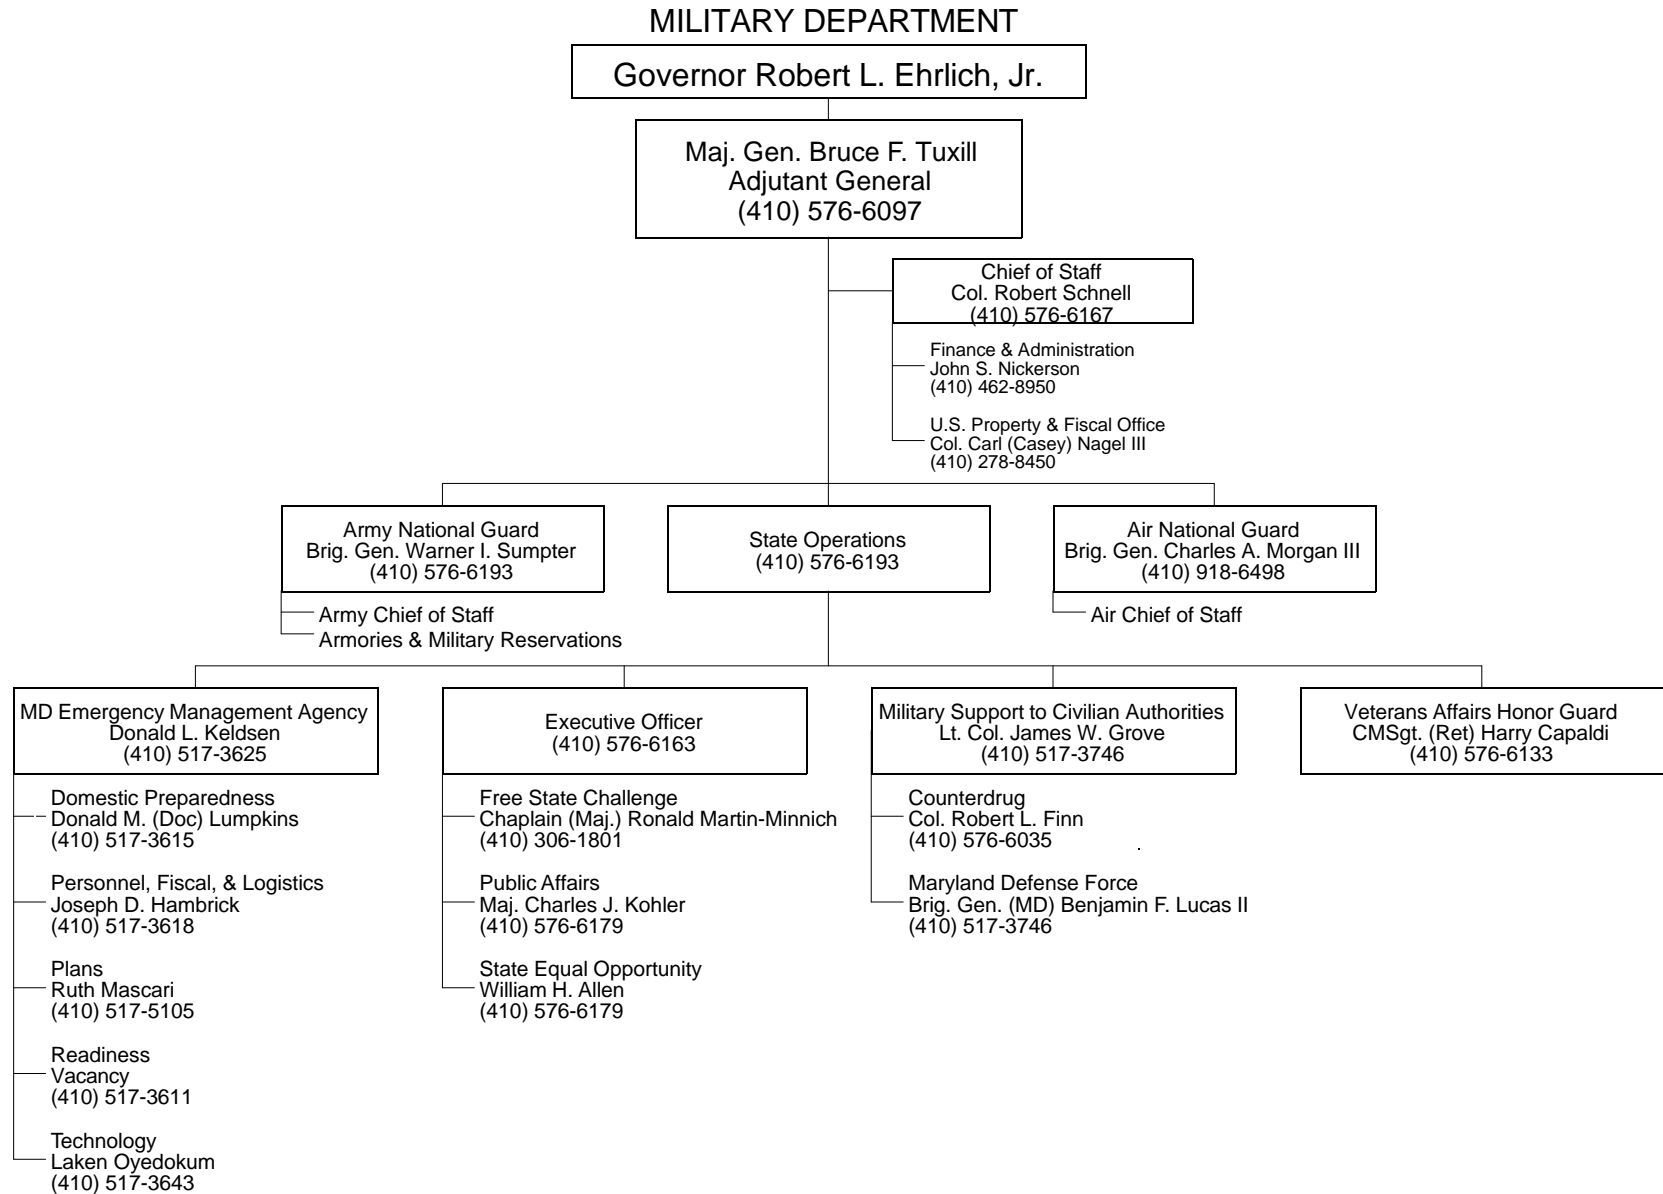 MILITARY DEPARTMENT
Governor Robert L. Ehrlich, Jr.
Maj. Gen. Bruce F. Tuxill
Adjutant General
(410) 576-6097
Chief of Staff
Col. Robert Schnell
(410) 576-6167
Finance & Administration
John S. Nickerson
(410) 462-8950
U.S. Property & Fiscal Office
Col. Carl (Casey) Nagel III
(410) 278-8450
Army National Guard
Brig. Gen. Warner I. Sumpter
(410) 576-6193
Army Chief of Staff
Armories & Military Reservations
State Operations
(410) 576-6193
Air National Guard
Brig. Gen. Charles A. Morgan III
(410) 918-6498
Air Chief of Staff
MD Emergency Management Agency
Donald L. Keldsen
(410) 517-3625
Domestic Preparedness
Donald M. (Doc) Lumpkins
(410) 517-3615
Personnel, Fiscal, & Logistics
Joseph D. Hambrick
(410) 517-3618
Plans
Ruth Mascari
(410) 517-5105
Readiness
Vacancy
(410) 517-3611
Technology
Laken Oyedokum
(410) 517-3643
Executive Officer
(410) 576-6163
Free State Challenge
Chaplain (Maj.) Ronald Martin-Minnich
(410) 306-1801
Public Affairs
Maj. Charles J. Kohler
(410) 576-6179
State Equal Opportunity
William H. Allen
(410) 576-6179
Military Support to Civilian Authorities
Lt. Col. James W. Grove
(410) 517-3746
Counterdrug
Col. Robert L. Finn
(410) 576-6035
Maryland Defense Force
Brig. Gen. (MD) Benjamin F. Lucas II
(410) 517-3746
Veterans Affairs Honor Guard
CMSgt. (Ret) Harry Capaldi
(410) 576-6133